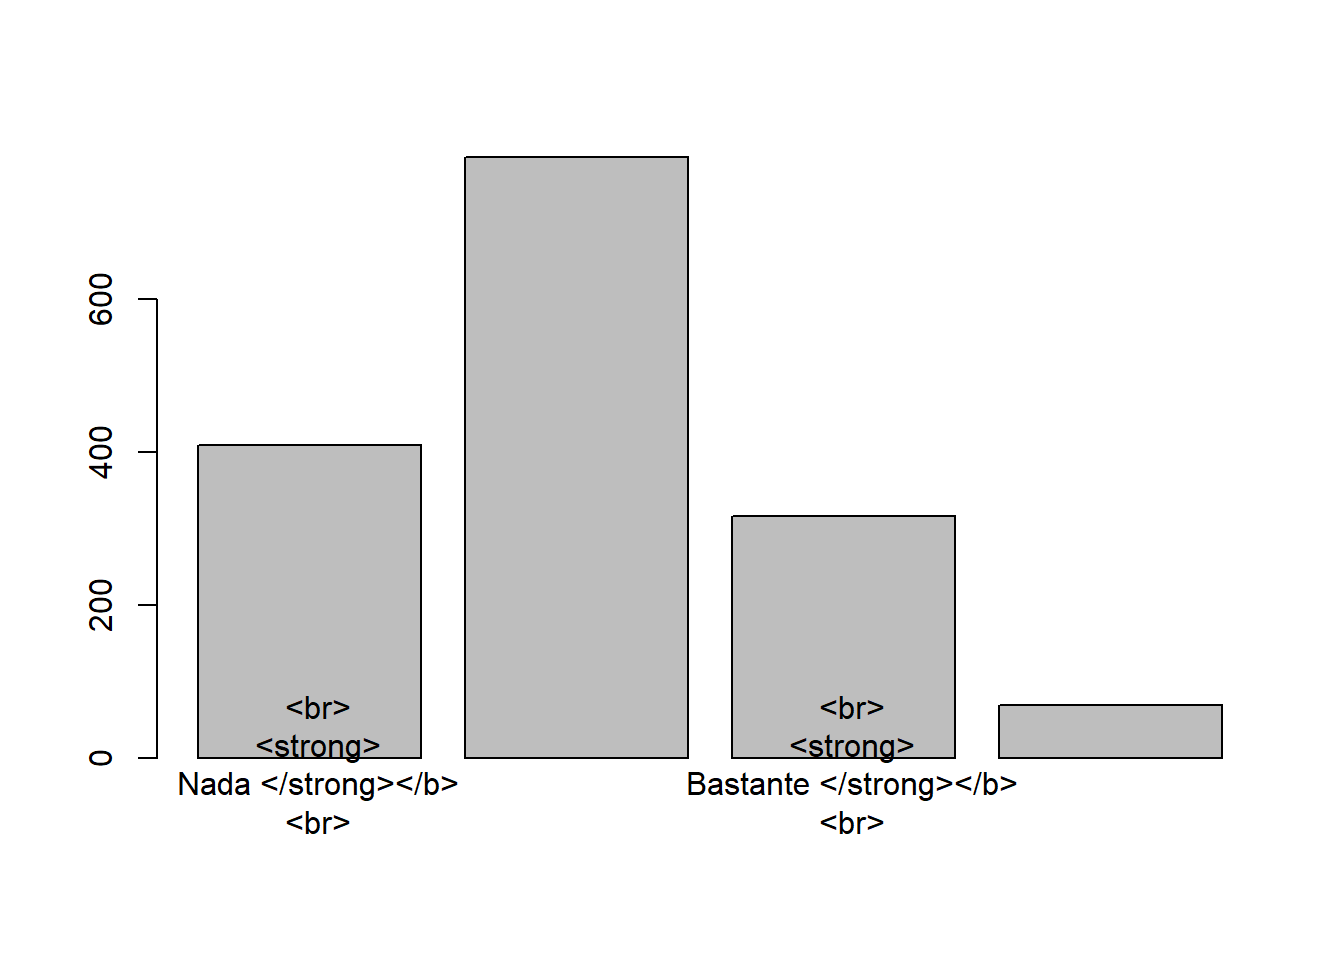 600
400
200
0
<br>
<strong>
Nada </strong></b>
<br>
<br>
<strong>
Bastante </strong></b>
<br>